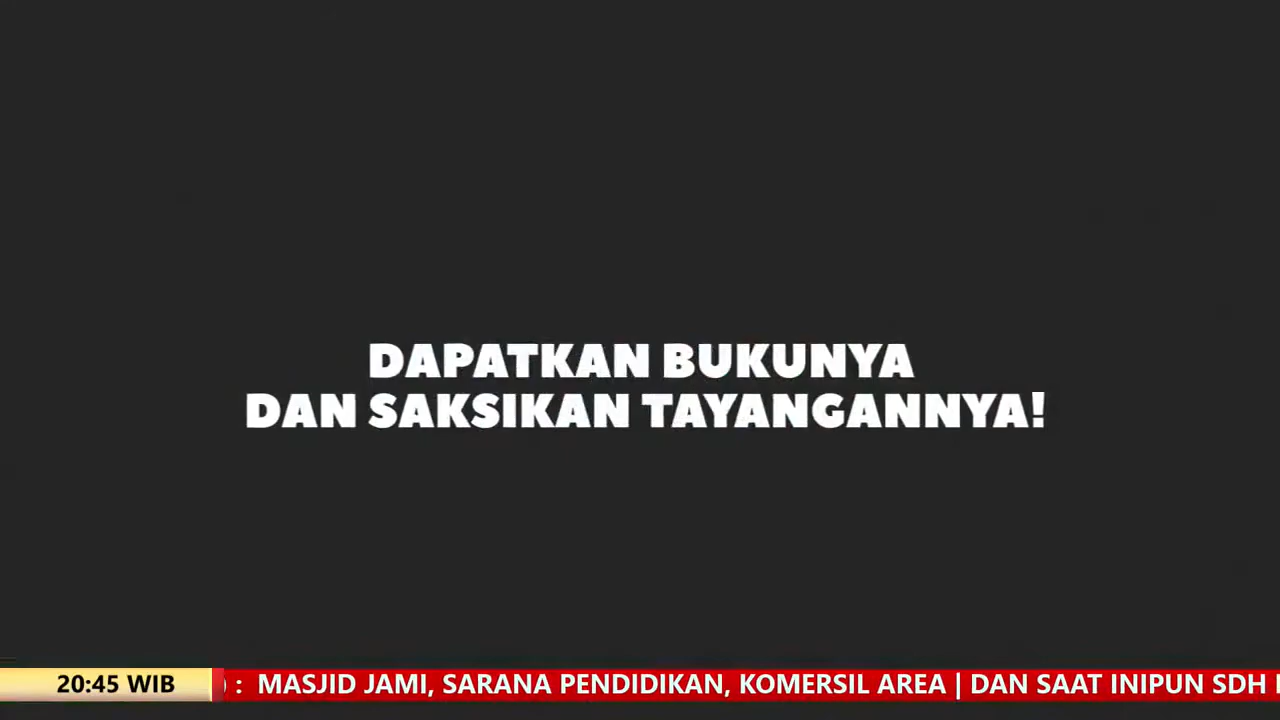 DAPATKAN BUKUNYA
DAN SAKSIKAN TAYANGANNYA!
20:45 WIB
) : MASJID JAMI, SARANA PENDIDIKAN, KOMERSIL AREA | DAN SAAT INIPUN SDH